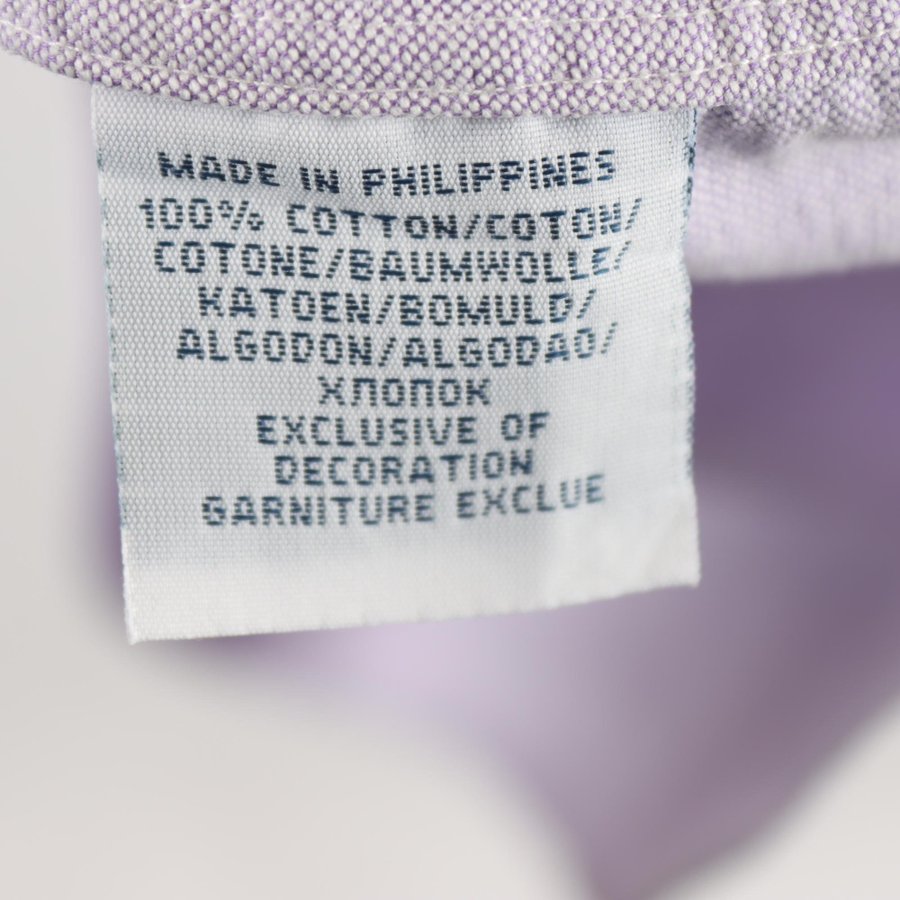 MADE IN PHILIPPINES
100% COTTON/COTON/
COTONE/BAUMWOLLE/
KATOEN/BOMULD/
ALGODON/ALGODAO/
ХЛОПОК
EXCLUSIVE OF
DECORATION
GARNITURE EXCLUE